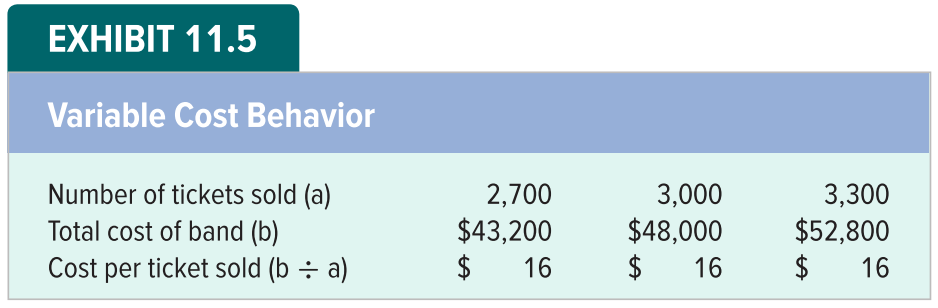 EXHIBIT 11.5
Variable Cost Behavior
Number of tickets sold (a) 2,700 3,000 3,300
Total cost of band (b) $43,200 $48,000 $52,800
Cost per ticket sold (b ÷ a) $ 16 $ 16 $ 16